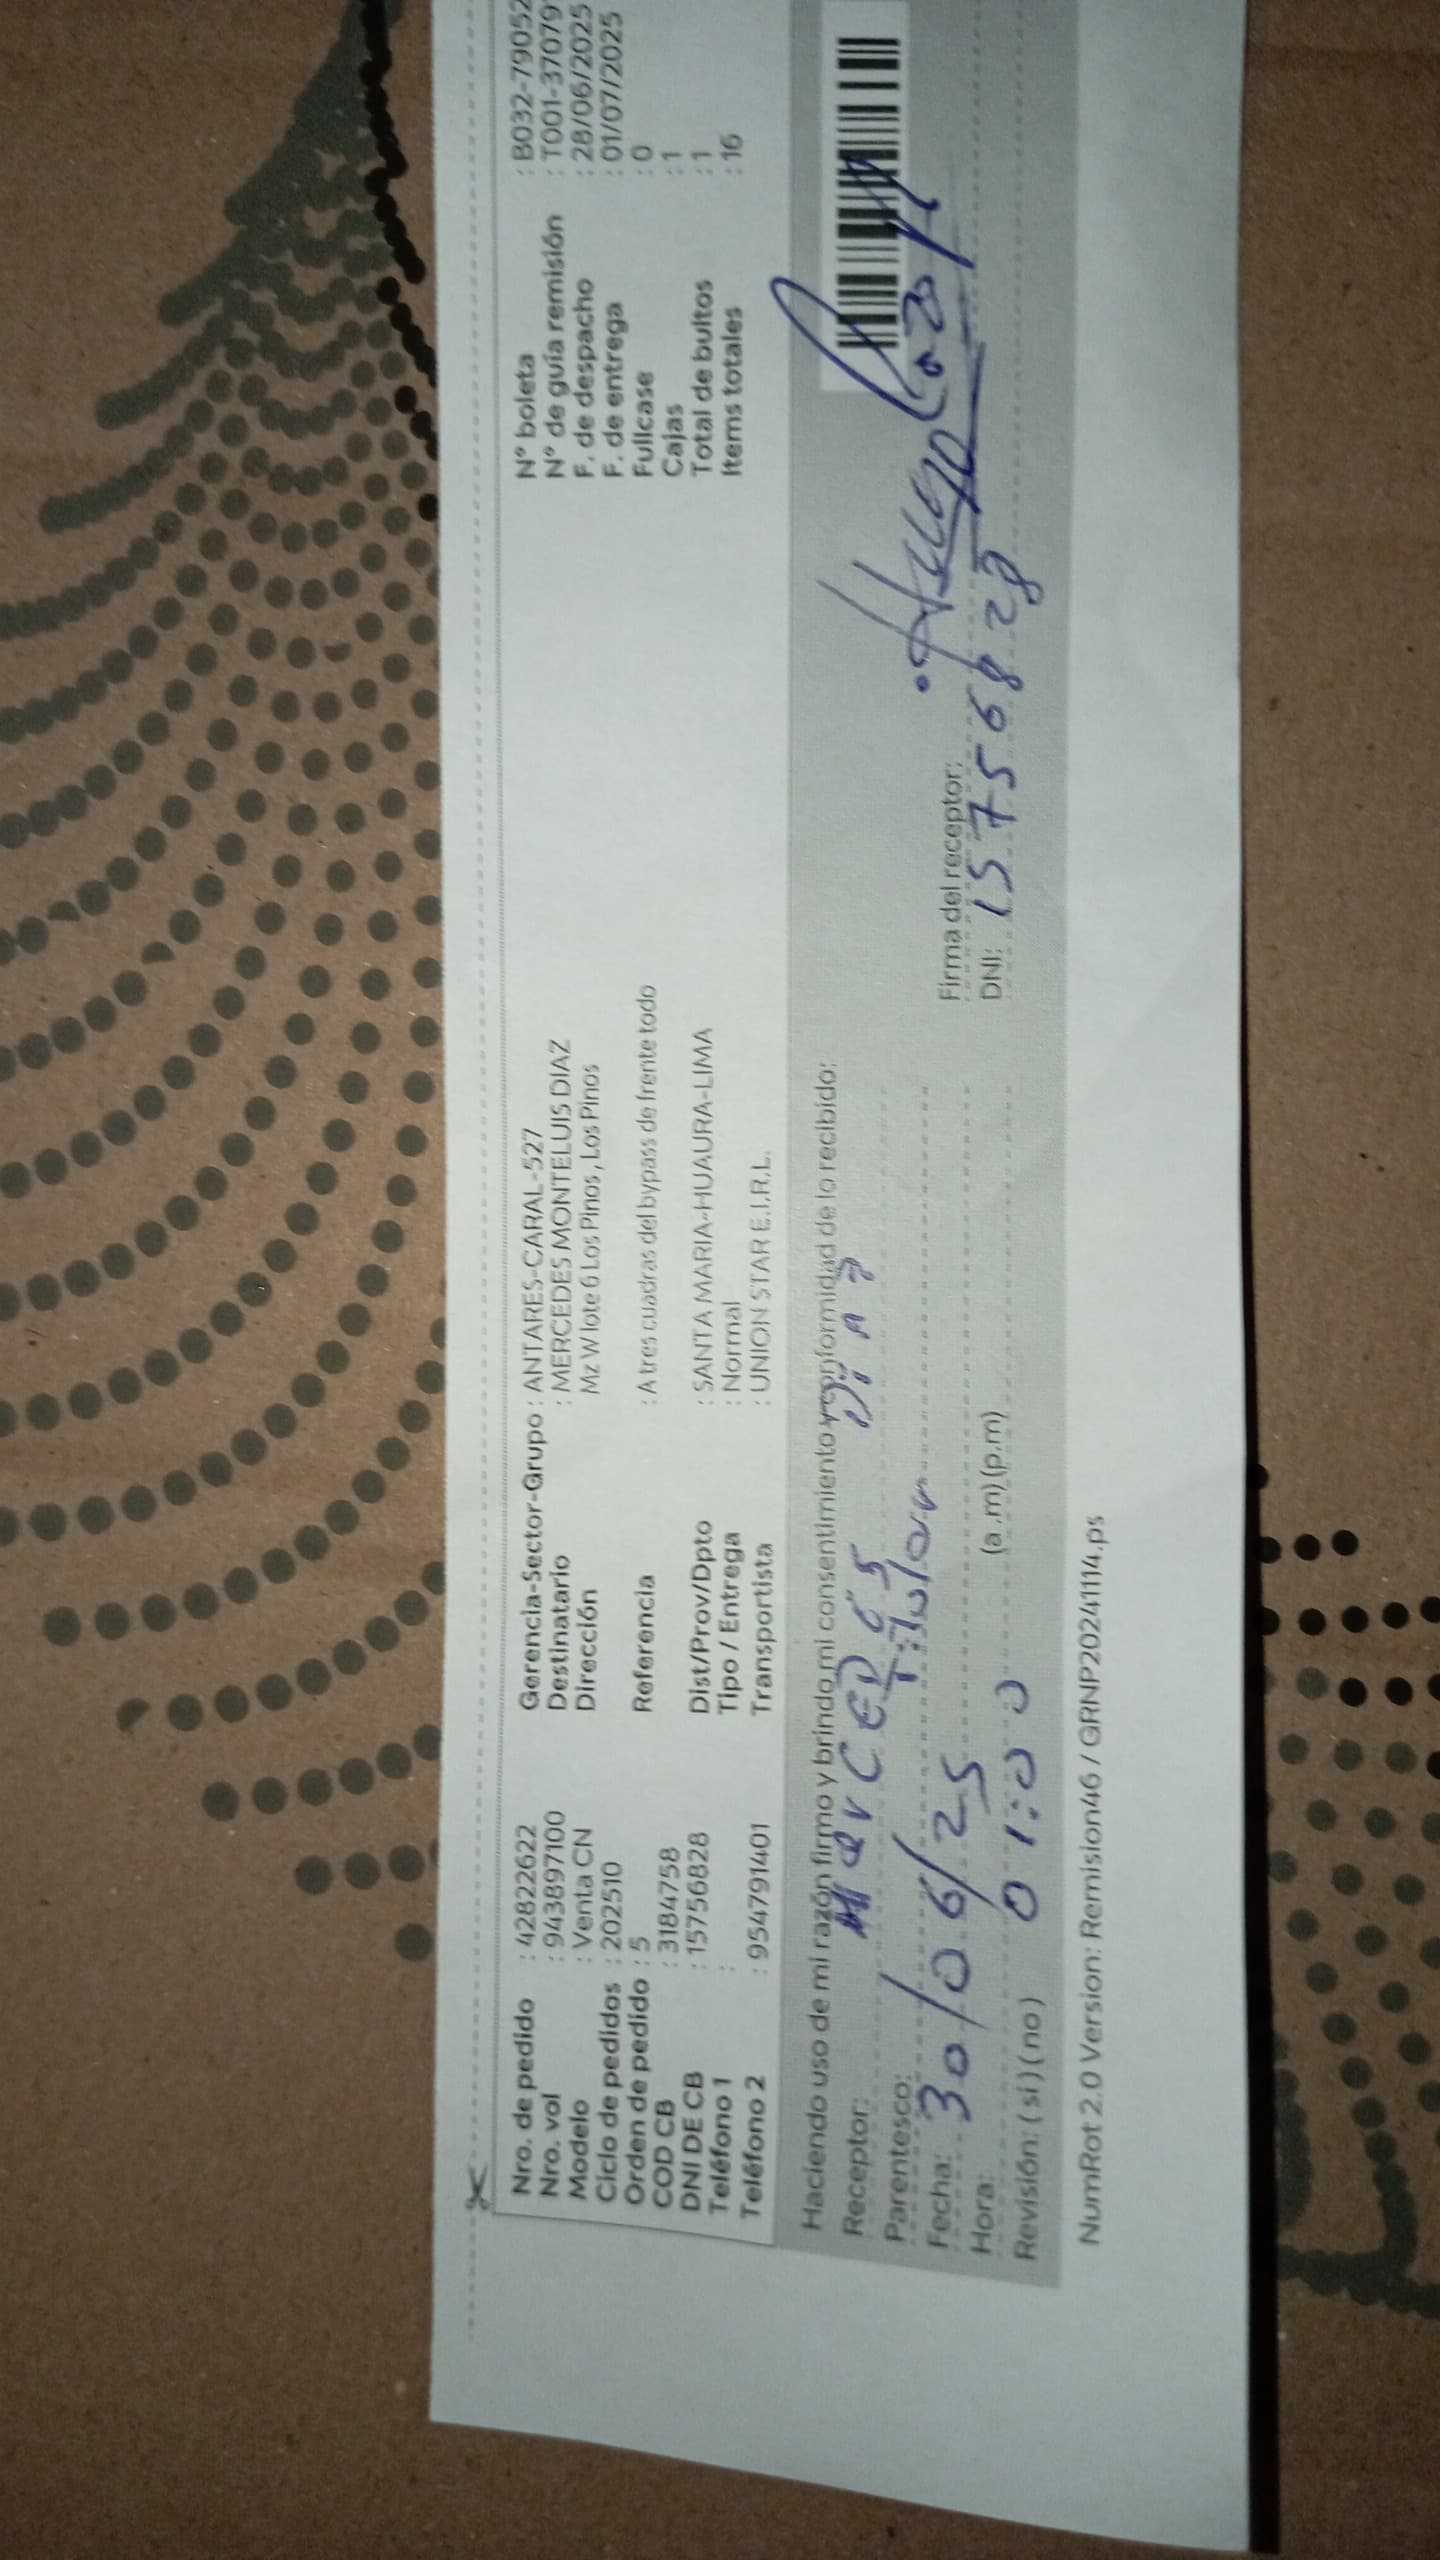 Nro. de pedido : 42822622
Nro. vol : 943897100
Modelo : Venta CN
Ciclo de pedidos : 202510
Orden de pedido : 5
COD CB : 3184758
DNI DE CB : 15756828
Teléfono 1 :
Teléfono 2 : 954791401
Gerencia-Sector-Grupo : ANTARES-CARAL-527
Destinatario : MERCEDES MONTELUIS DIAZ
Dirección Mz W lote 6 Los Pinos , Los Pinos
Referencia : A tres cuadras del bypass de frente todo
Dist/Prov/Dpto : SANTA MARIA-HUAURA-LIMA
Tipo / Entrega : Normal
Transportista : UNION STAR E.I.R.L.
N° boleta : B032-79052
N° de guía remisión : T001-37079
F. de despacho : 28/06/2025
F. de entrega : 01/07/2025
Fullcase : 0
Cajas : 1
Total de bultos : 1
Items totales : 16
Haciendo uso de mi razón firmo y brindo mi consentimiento y conformidad de lo recibido:
Receptor: MerCEDES Diaz
Parentesco: Titular
Fecha: 30/06/25
Hora: 01:00 (a.m) (p.m)
Revisión: ( si ) ( no )
Firma del receptor:
DNI: 15756828
NumRot 2.0 Version: Remision46 / GRNP20241114.ps